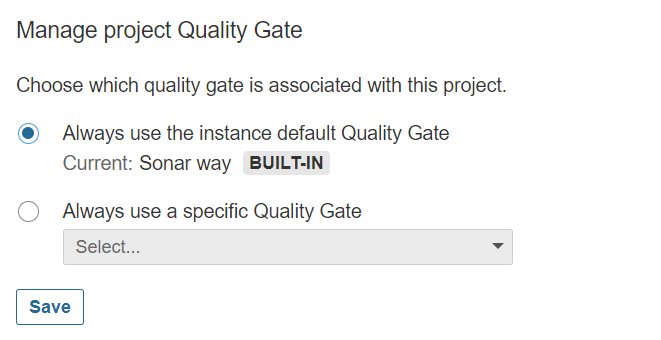 Manage project Quality Gate
Choose which quality gate is associated with this project.
Always use the instance default Quality Gate
Current: Sonar way BUILT-IN
Always use a specific Quality Gate
Select...
Save